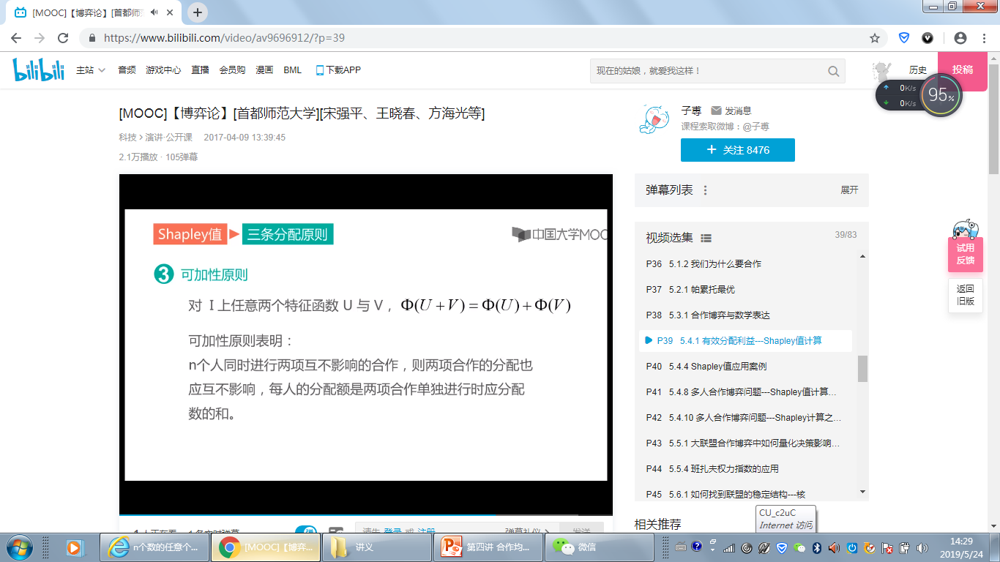 [MOOC]【博弈论】[首都师范
https://www.bilibili.com/video/av9696912/?p=39
bilibili 主站 音频 游戏中心 直播 会员购 漫画 BML 下载APP
现在的姑娘，就爱我这样！
历史 投稿
0K/s
0K/s
95%
[MOOC]【博弈论】[首都师范大学][宋强平、王晓春、方海光等]
科技 > 演讲·公开课 2017-04-09 13:39:45
2.1万播放 · 105弹幕
子尃 发消息
课程索取微博：@子尃
+ 关注 8476
Shapley值 三条分配原则
中国大学MOO
3 可加性原则
对 I 上任意两个特征函数 U 与 V， Φ(U+V)=Φ(U)+Φ(V)
可加性原则表明：
n个人同时进行两项互不影响的合作，则两项合作的分配也
应互不影响，每人的分配额是两项合作单独进行时应分配
数的和。
弹幕列表 展开
视频选集 39/83
P36 5.1.2 我们为什么要合作
P37 5.2.1 帕累托最优
P38 5.3.1 合作博弈与数学表达
P39 5.4.1 有效分配利益---Shapley值计算
P40 5.4.4 Shapley值应用案例
P41 5.4.8 多人合作博弈问题---Shapley值计算...
P42 5.4.10 多人合作博弈问题---Shapley计算之...
P43 5.5.1 大联盟合作博弈中如何量化决策影响...
P44 5.5.4 班扎夫权力指数的应用
P45 5.6.1 如何找到联盟的稳定结构---核
试用
反馈
返回
旧版
相关推荐
CU_c2uC
Internet 访问
1 人正在看，1 条实时弹幕
弹
请先 登录 或 注册
弹幕礼仪 >
发送
n个数的任意个...
[MOOC]【博弈...
讲义
第四讲 合作均...
微信
14:29
2019/5/24